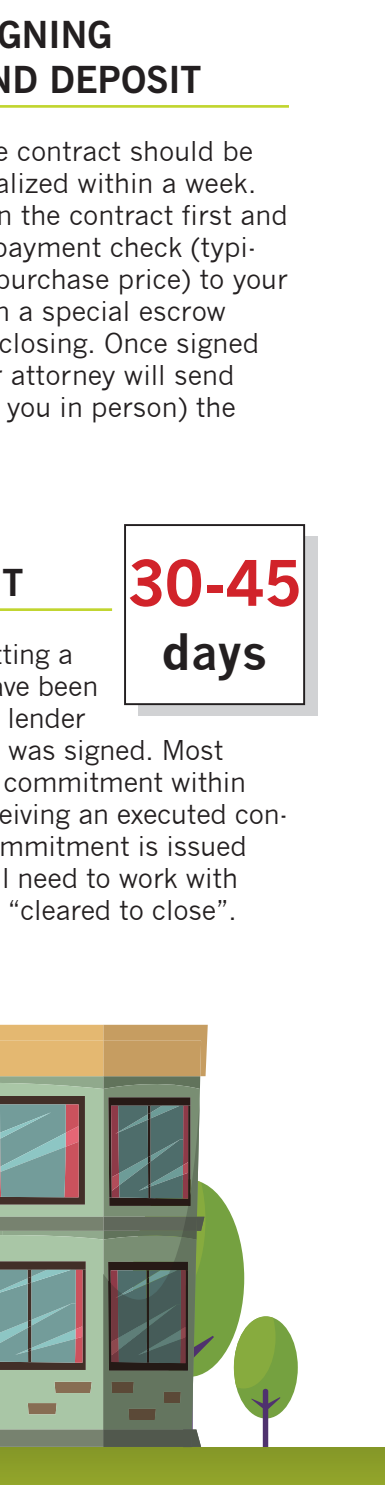 GNING
ND DEPOSIT
e contract should be
alized within a week.
n the contract first and
payment check (typi-
purchase price) to your
n a special escrow
closing. Once signed
r attorney will send
you in person) the
T
30-45
days
tting a
ave been
lender
was signed. Most
commitment within
eiving an executed con-
mmitment is issued
l need to work with
“cleared to close”.